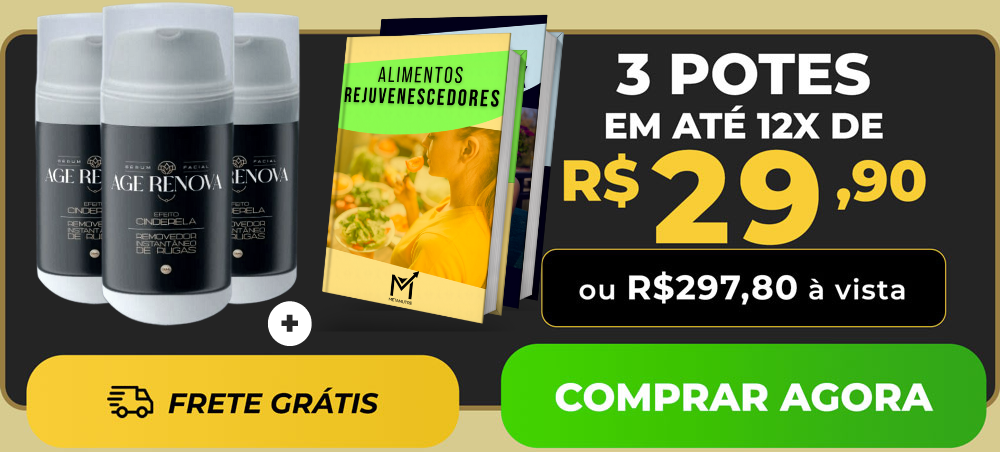 SERUM FACIAL
AGE RENOVA
EFEITO
CINDERELA
REMOVEDOR
INSTANTÂNEO
DE RUGAS
ALIMENTOS
REJUVENESCEDORES
METANUTRE
3 POTES
EM ATÉ 12X DE
R$ 29,90
ou R$297,80 à vista
+
FRETE GRÁTIS
COMPRAR AGORA